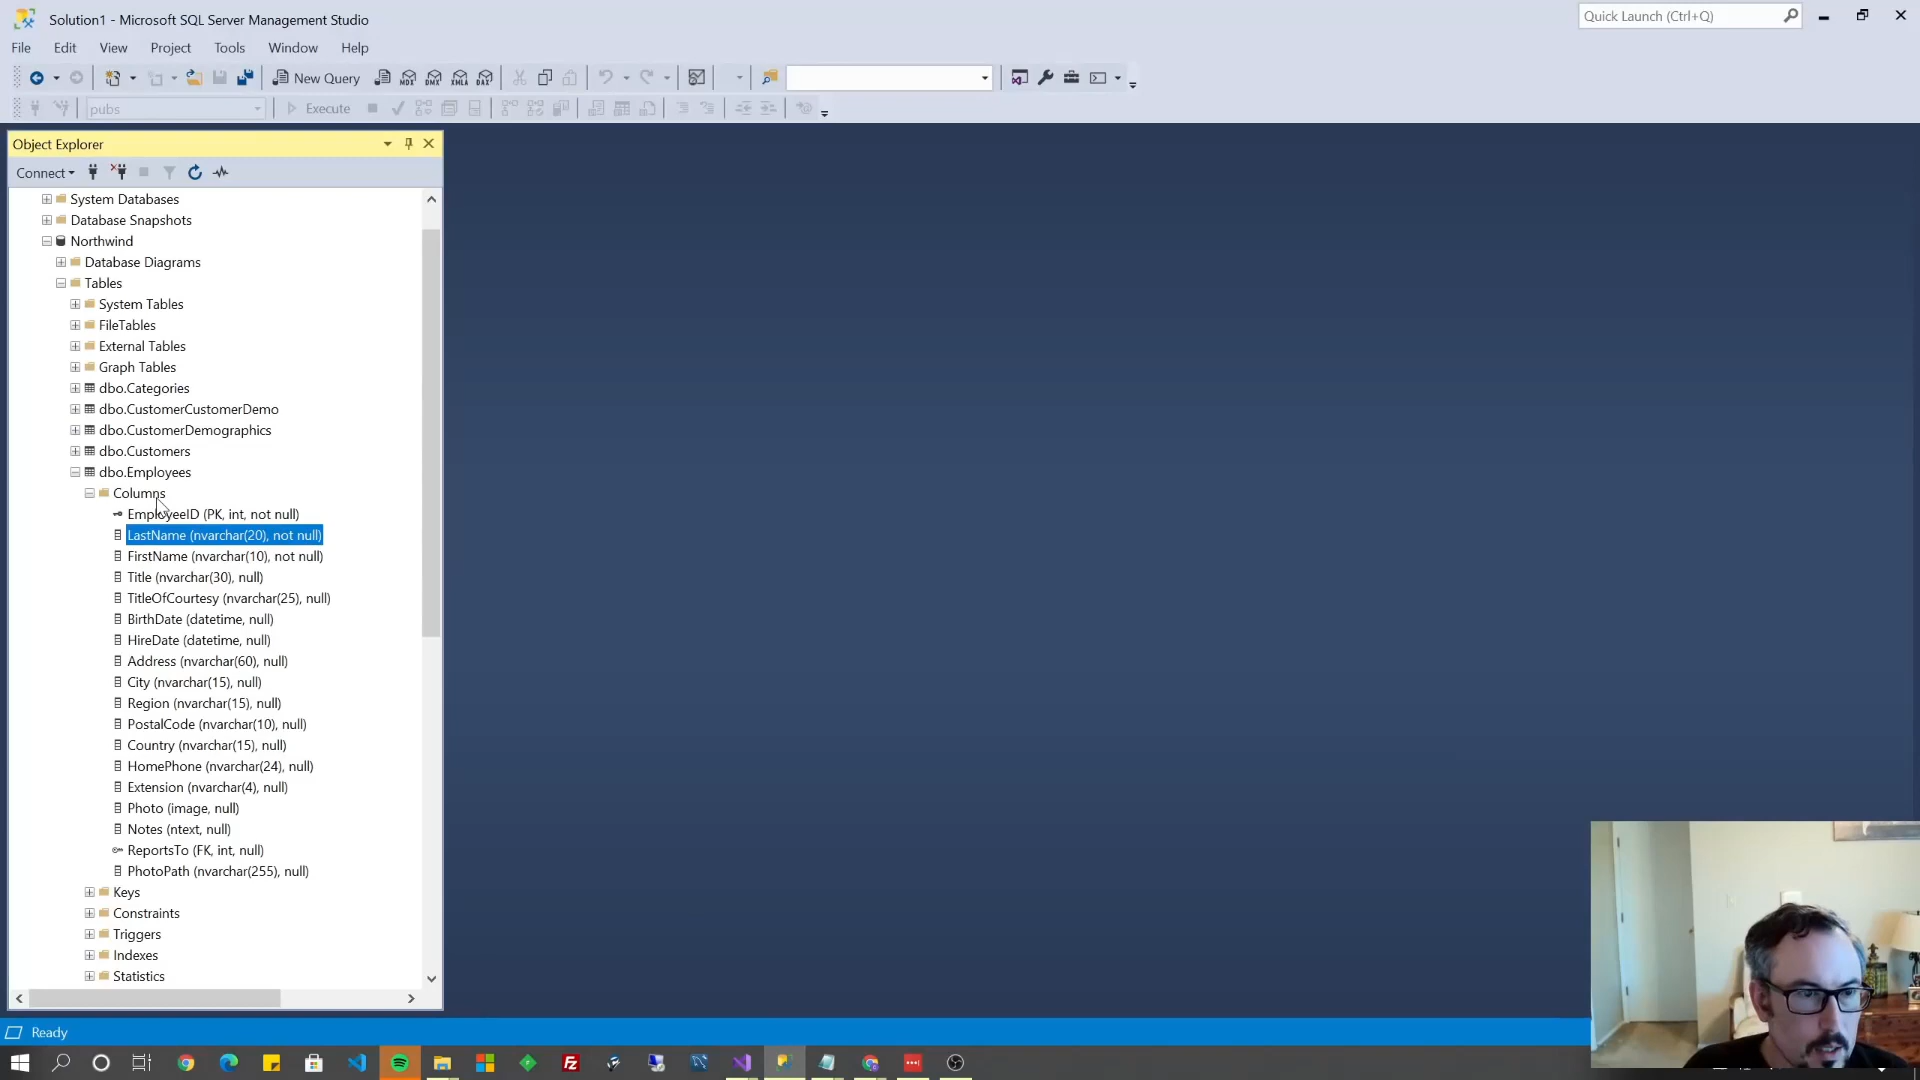 Solution1 - Microsoft SQL Server Management Studio
Quick Launch (Ctrl+Q)
File Edit View Project Tools Window Help
New Query MDX DMX XMLA DAX
pubs Execute
Object Explorer
Connect
System Databases
Database Snapshots
Northwind
Database Diagrams
Tables
System Tables
FileTables
External Tables
Graph Tables
dbo.Categories
dbo.CustomerCustomerDemo
dbo.CustomerDemographics
dbo.Customers
dbo.Employees
Columns
EmployeeID (PK, int, not null)
LastName (nvarchar(20), not null)
FirstName (nvarchar(10), not null)
Title (nvarchar(30), null)
TitleOfCourtesy (nvarchar(25), null)
BirthDate (datetime, null)
HireDate (datetime, null)
Address (nvarchar(60), null)
City (nvarchar(15), null)
Region (nvarchar(15), null)
PostalCode (nvarchar(10), null)
Country (nvarchar(15), null)
HomePhone (nvarchar(24), null)
Extension (nvarchar(4), null)
Photo (image, null)
Notes (ntext, null)
ReportsTo (FK, int, null)
PhotoPath (nvarchar(255), null)
Keys
Constraints
Triggers
Indexes
Statistics
Ready